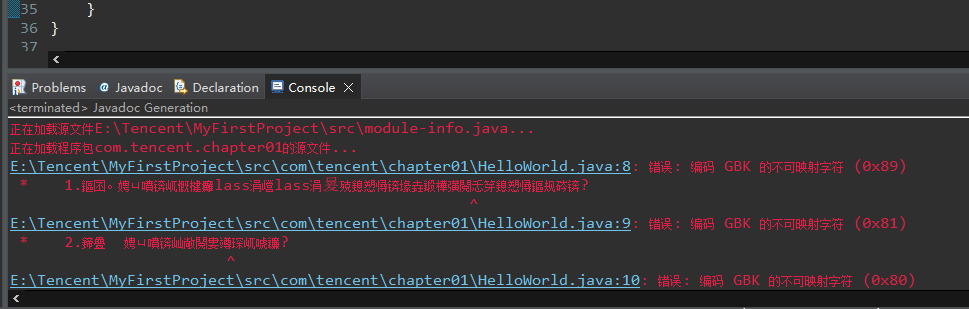 35 }
36 }
37
Problems @ Javadoc Declaration Console
<terminated> Javadoc Generation
正在加载源文件E:\Tencent\MyFirstProject\src\module-info.java...
正在加载程序包com.tencent.chapter01的源文件...
E:\Tencent\MyFirstProject\src\com\tencent\chapter01\HelloWorld.java:8: 错误: 编码 GBK 的不可映射字符 (0x89)
* 1.
^
E:\Tencent\MyFirstProject\src\com\tencent\chapter01\HelloWorld.java:9: 错误: 编码 GBK 的不可映射字符 (0x81)
* 2.
^
E:\Tencent\MyFirstProject\src\com\tencent\chapter01\HelloWorld.java:10: 错误: 编码 GBK 的不可映射字符 (0x80)